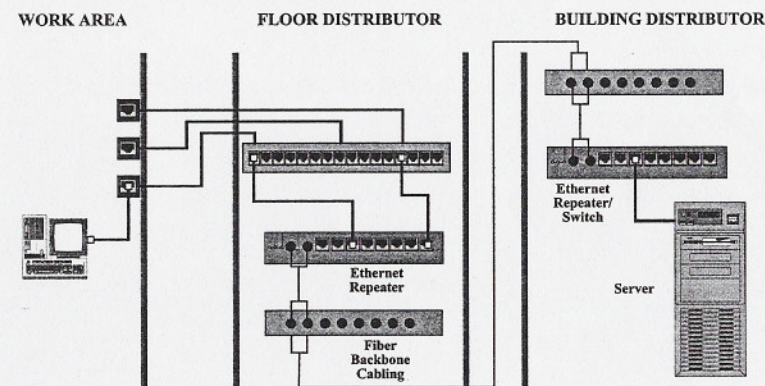 WORK AREA
FLOOR DISTRIBUTOR
BUILDING DISTRIBUTOR
Ethernet
Repeater/
Switch
Ethernet
Repeater
Server
Fiber
Backbone
Cabling